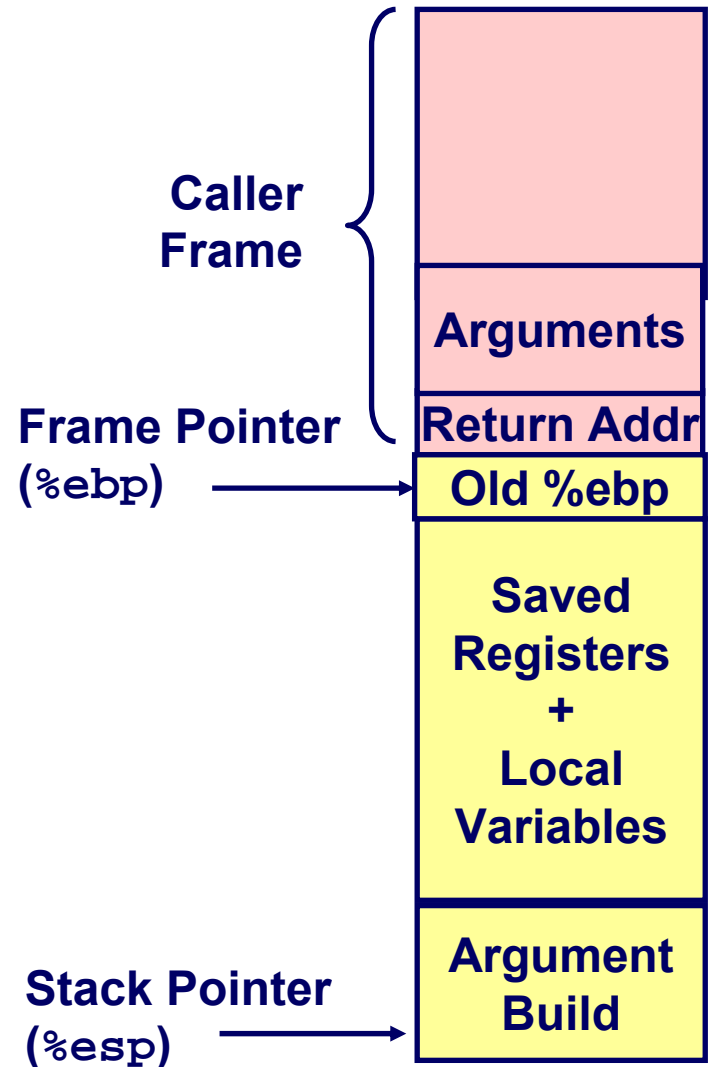 Caller
Frame
Arguments
Frame Pointer
(%ebp)
Return Addr
Old %ebp
Saved
Registers
+
Local
Variables
Argument
Build
Stack Pointer
(%esp)